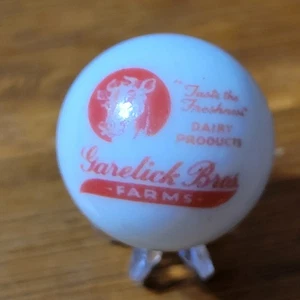 "Taste the
Freshness"
DAIRY
PRODUCTS
Garelick Bros.
FARMS